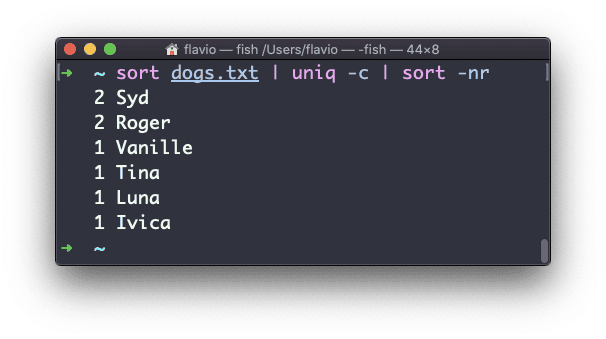 flavio — fish /Users/flavio — -fish — 44×8
➜ ~ sort dogs.txt | uniq -c | sort -nr
2 Syd
2 Roger
1 Vanille
1 Tina
1 Luna
1 Ivica
➜ ~